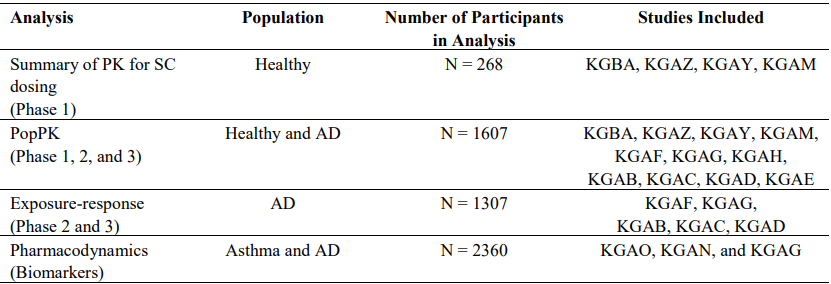 Analysis Population Number of Participants Studies Included
in Analysis
Summary of PK for SC Healthy N = 268 KGBA, KGAZ, KGAY, KGAM
dosing
(Phase 1)
PopPK Healthy and AD N = 1607 KGBA, KGAZ, KGAY, KGAM,
(Phase 1, 2, and 3) KGAF, KGAG, KGAH,
KGAB, KGAC, KGAD, KGAE
Exposure-response AD N = 1307 KGAF, KGAG,
(Phase 2 and 3) KGAB, KGAC, KGAD
Pharmacodynamics Asthma and AD N = 2360 KGAO, KGAN, and KGAG
(Biomarkers)